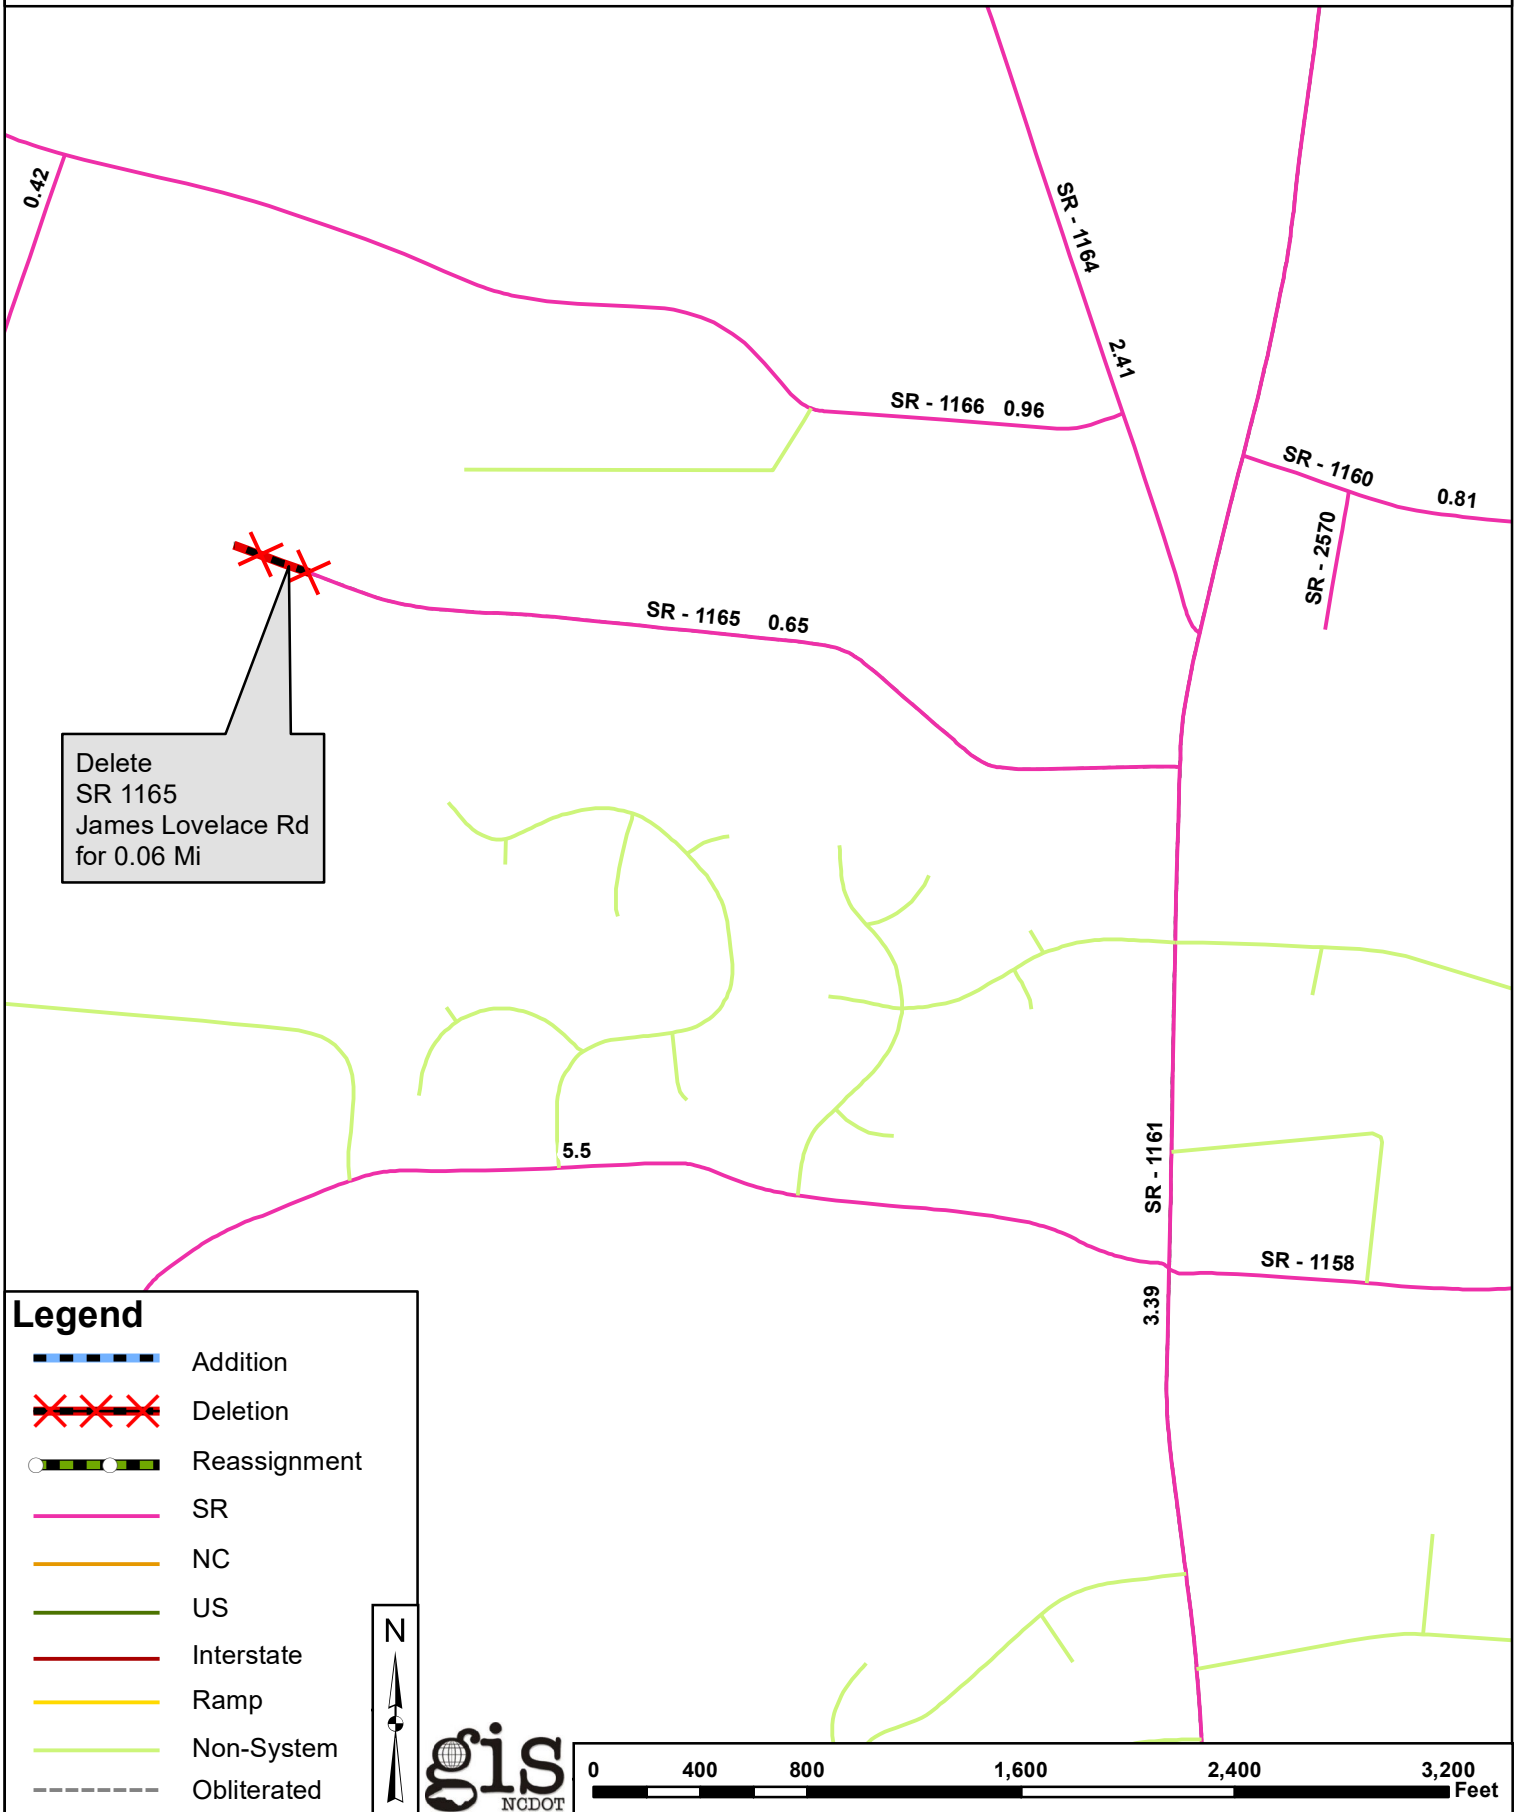 0.42
SR - 1164
2.41
SR - 1166 0.96
SR - 1160
0.81
SR - 2570
SR - 1165 0.65
Delete
SR 1165
James Lovelace Rd
for 0.06 Mi
5.5
SR - 1161
SR - 1158
3.39
Legend
Addition
Deletion
Reassignment
SR
NC
US
Interstate
Ramp
Non-System
Obliterated
N
gis
NCDOT
0 400 800 1,600 2,400 3,200
Feet